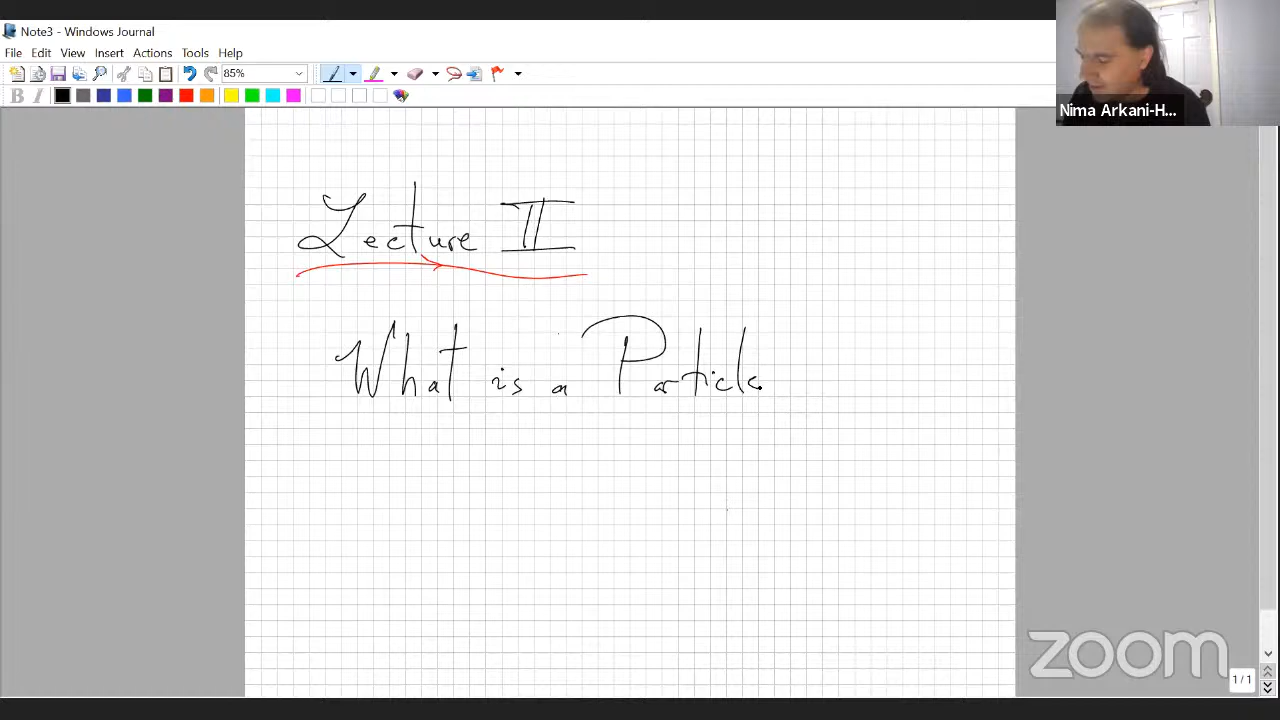 Note3 - Windows Journal
File Edit View Insert Actions Tools Help
85%
B I
Nima Arkani-H...
Lecture II
What is a Particle
zoom
1 / 1